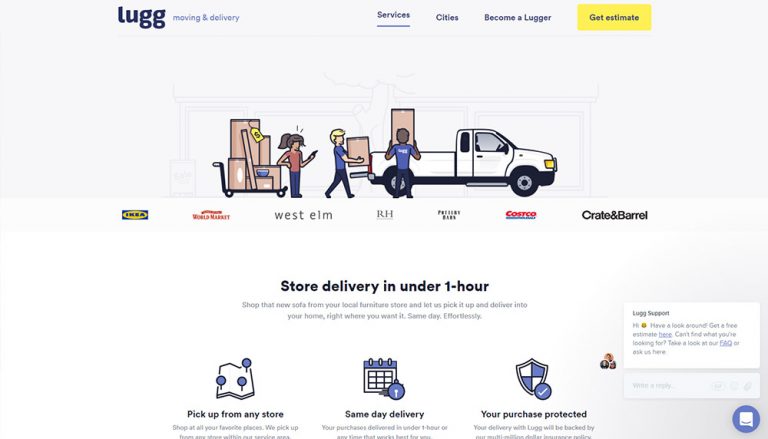 lugg moving & delivery Services Cities Become a Lugger Get estimate
IKEA WORLD MARKET west elm RH POTTERY BARN COSTCO Crate&Barrel
Store delivery in under 1-hour
Shop that new sofa from your local furniture store and let us pick it up and deliver into
your home, right where you want it. Same day. Effortlessly.
Pick up from any store
Shop at all your favorite places. We pick up
from any store within our service area.
Same day delivery
Your purchases delivered in under 1-hour or
any time that works best for you.
Your purchase protected
Your delivery with Lugg will be backed by
our multi-million dollar insurance policy.
Lugg Support
Hi 😃 Have a look around! Get a free
estimate here. Can't find what you're
looking for? Take a look at our FAQ or
ask us here.
Write a reply...